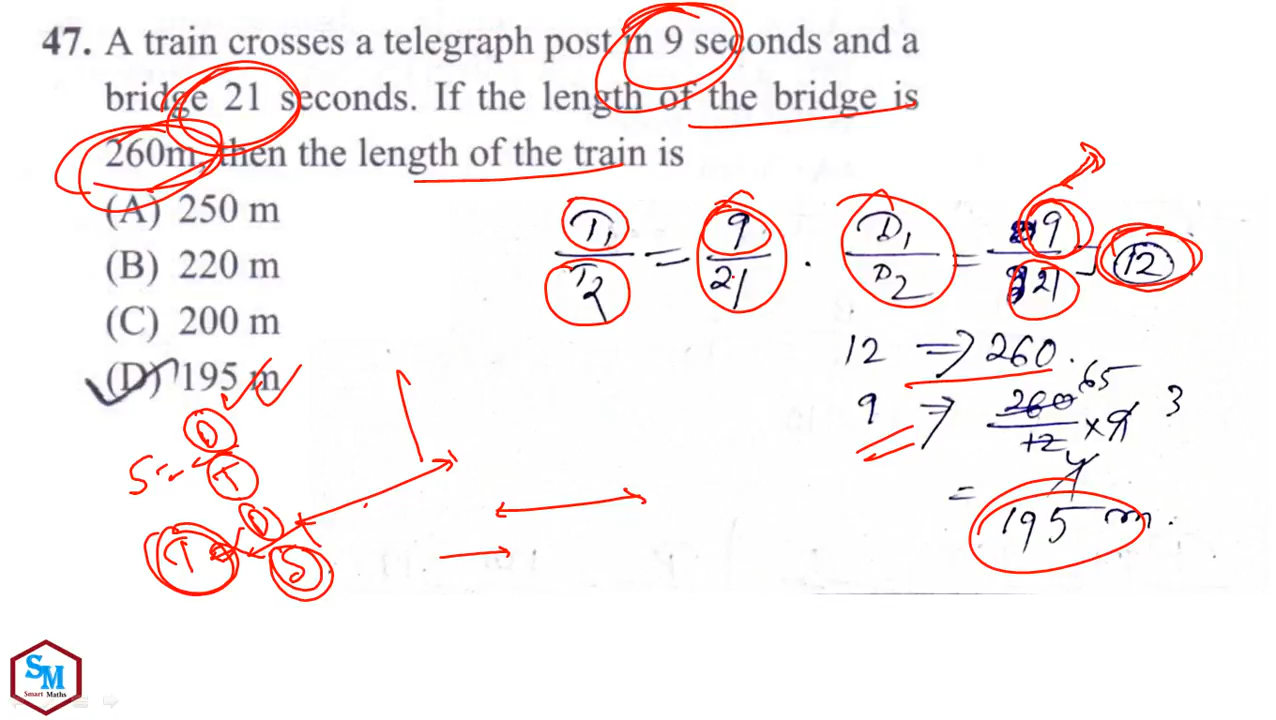 47. A train crosses a telegraph post in 9 seconds and a
bridge 21 seconds. If the length of the bridge is
260m, then the length of the train is
(A) 250 m
(B) 220 m
(C) 200 m
(D) 195 m
T₁/T₂ = 9/21 . D₁/D₂ = 9/21 12
12 ⇒ 260.
9 ⇒ 260/12 × 9 65 3 4
= 195 m.
S = D/T
T ∝ D
S
SM
Smart Maths